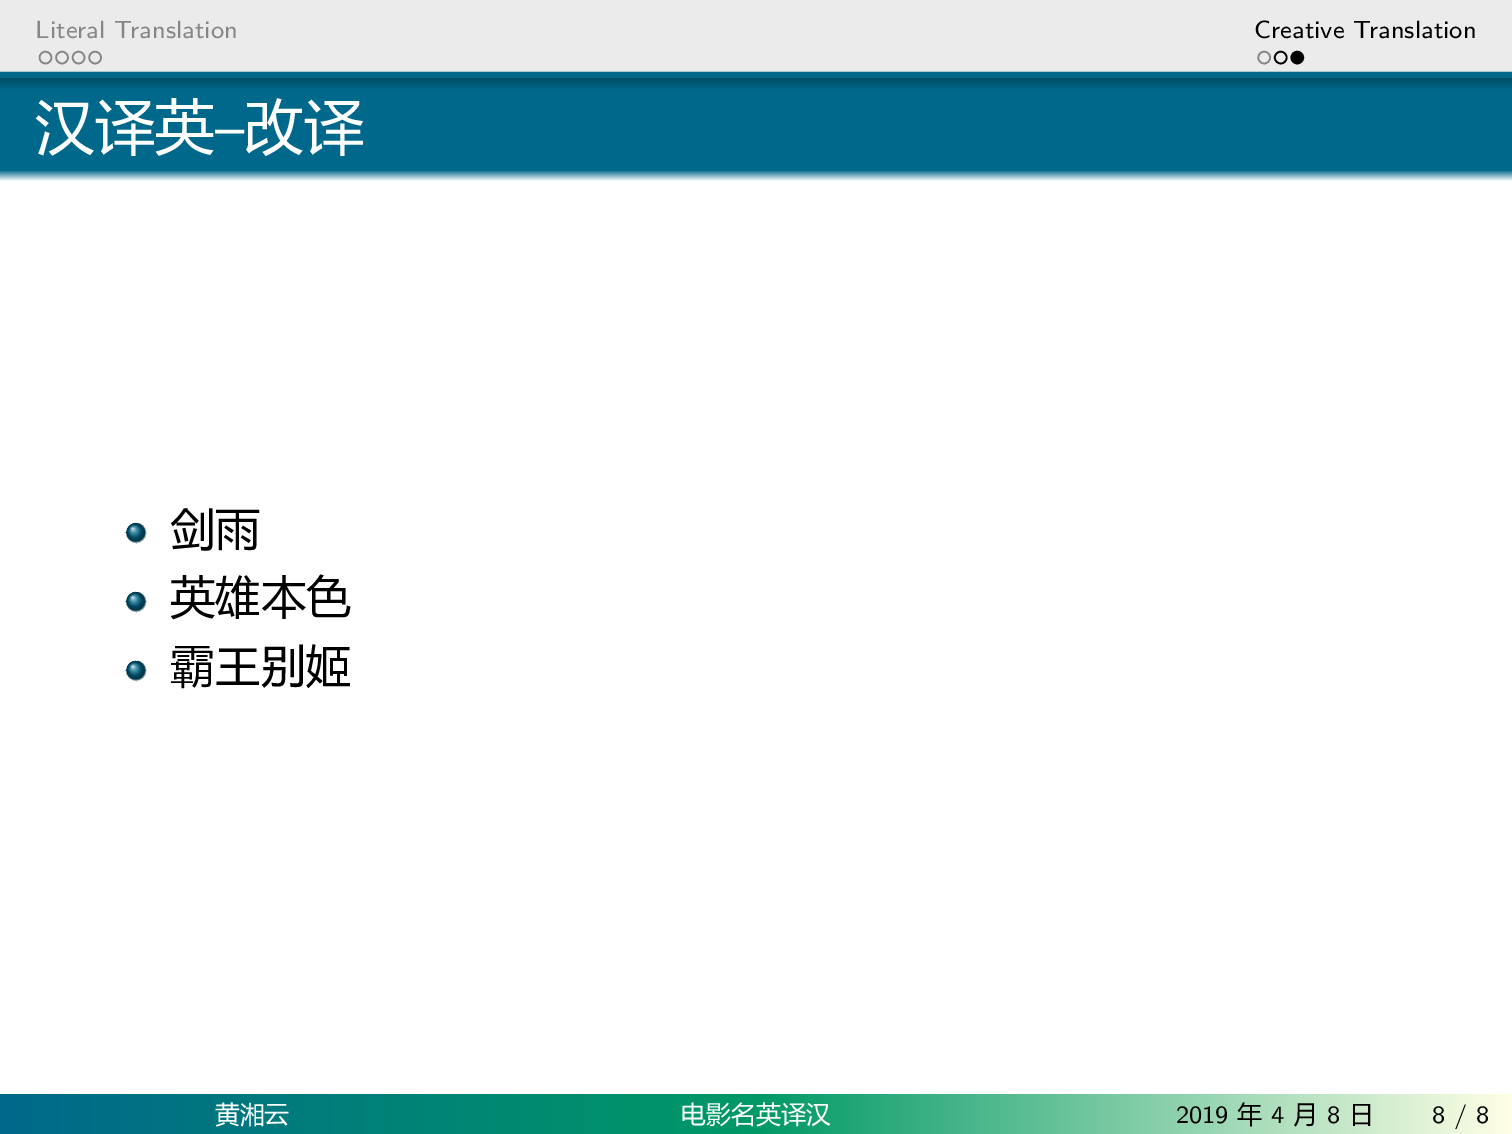 Literal Translation
Creative Translation
汉译英–改译
剑雨
英雄本色
霸王别姬
黄湘云
电影名英译汉
2019 年 4 月 8 日
8 / 8